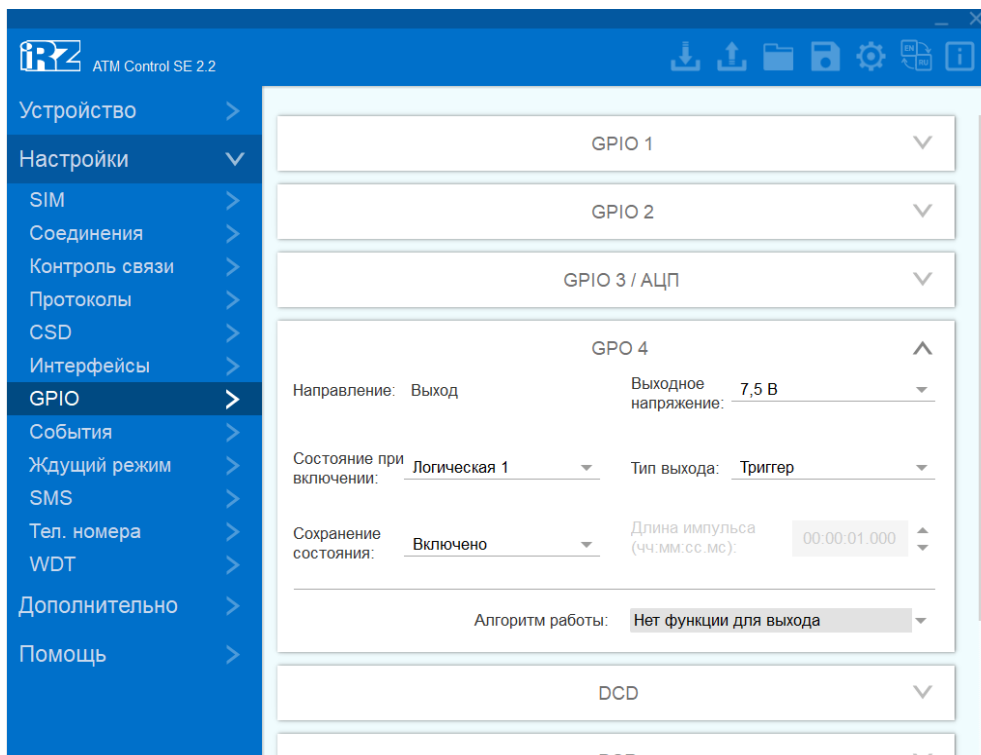 iRZ ATM Control SE 2.2
EN
RU
i
Устройство
Настройки
SIM
Соединения
Контроль связи
Протоколы
CSD
Интерфейсы
GPIO
События
Ждущий режим
SMS
Тел. номера
WDT
Дополнительно
Помощь
GPIO 1
GPIO 2
GPIO 3 / АЦП
GPO 4
Направление: Выход
Выходное
напряжение: 7,5 В
Состояние при
включении: Логическая 1
Тип выхода: Триггер
Сохранение
состояния: Включено
Длина импульса
(чч:мм:сс.мс): 00:00:01.000
Алгоритм работы: Нет функции для выхода
DCD